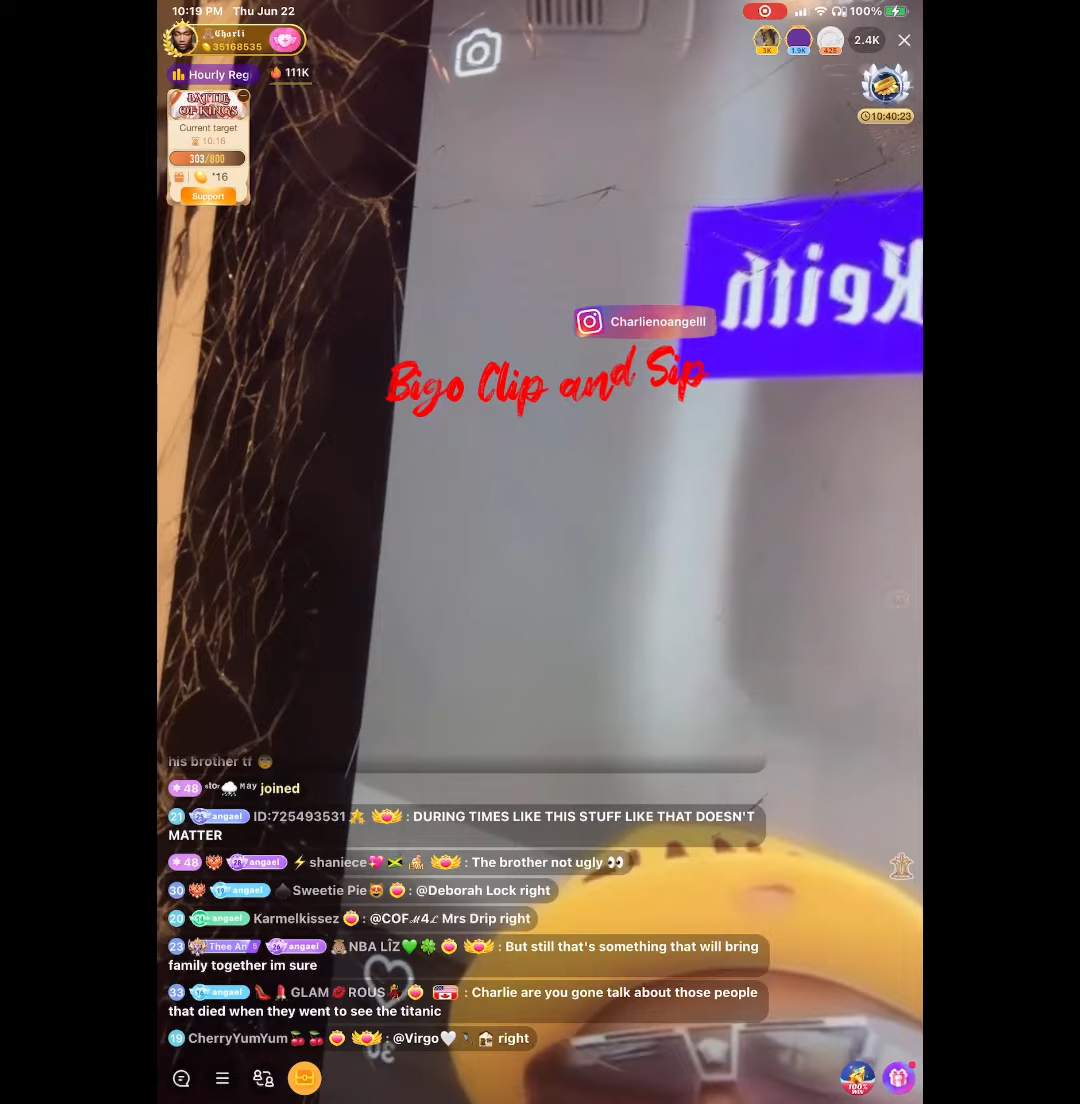 10:19 PM Thu Jun 22
100%
Charli
35168535
3K
1.9K
425
2.4K
Hourly Reg
111K
BATTLE
OF KINGS
Current target
10:16
303/800
*16
Support
10:40:23
Keith
Charlienoangelll
Bigo Clip and Sip
his brother tf
48 May joined
21 angael ID:725493531 : DURING TIMES LIKE THIS STUFF LIKE THAT DOESN'T
MATTER
48 angael shaniece : The brother not ugly 👀
30 angael Sweetie Pie : @Deborah Lock right
20 angael Karmelkissez : @COF 4 Mrs Drip right
23 Thee An angael NBA LÎZ : But still that's something that will bring
family together im sure
33 angael GLAM ROUS : Charlie are you gone talk about those people
that died when they went to see the titanic
19 CherryYumYum : @Virgo right
100%
WIN